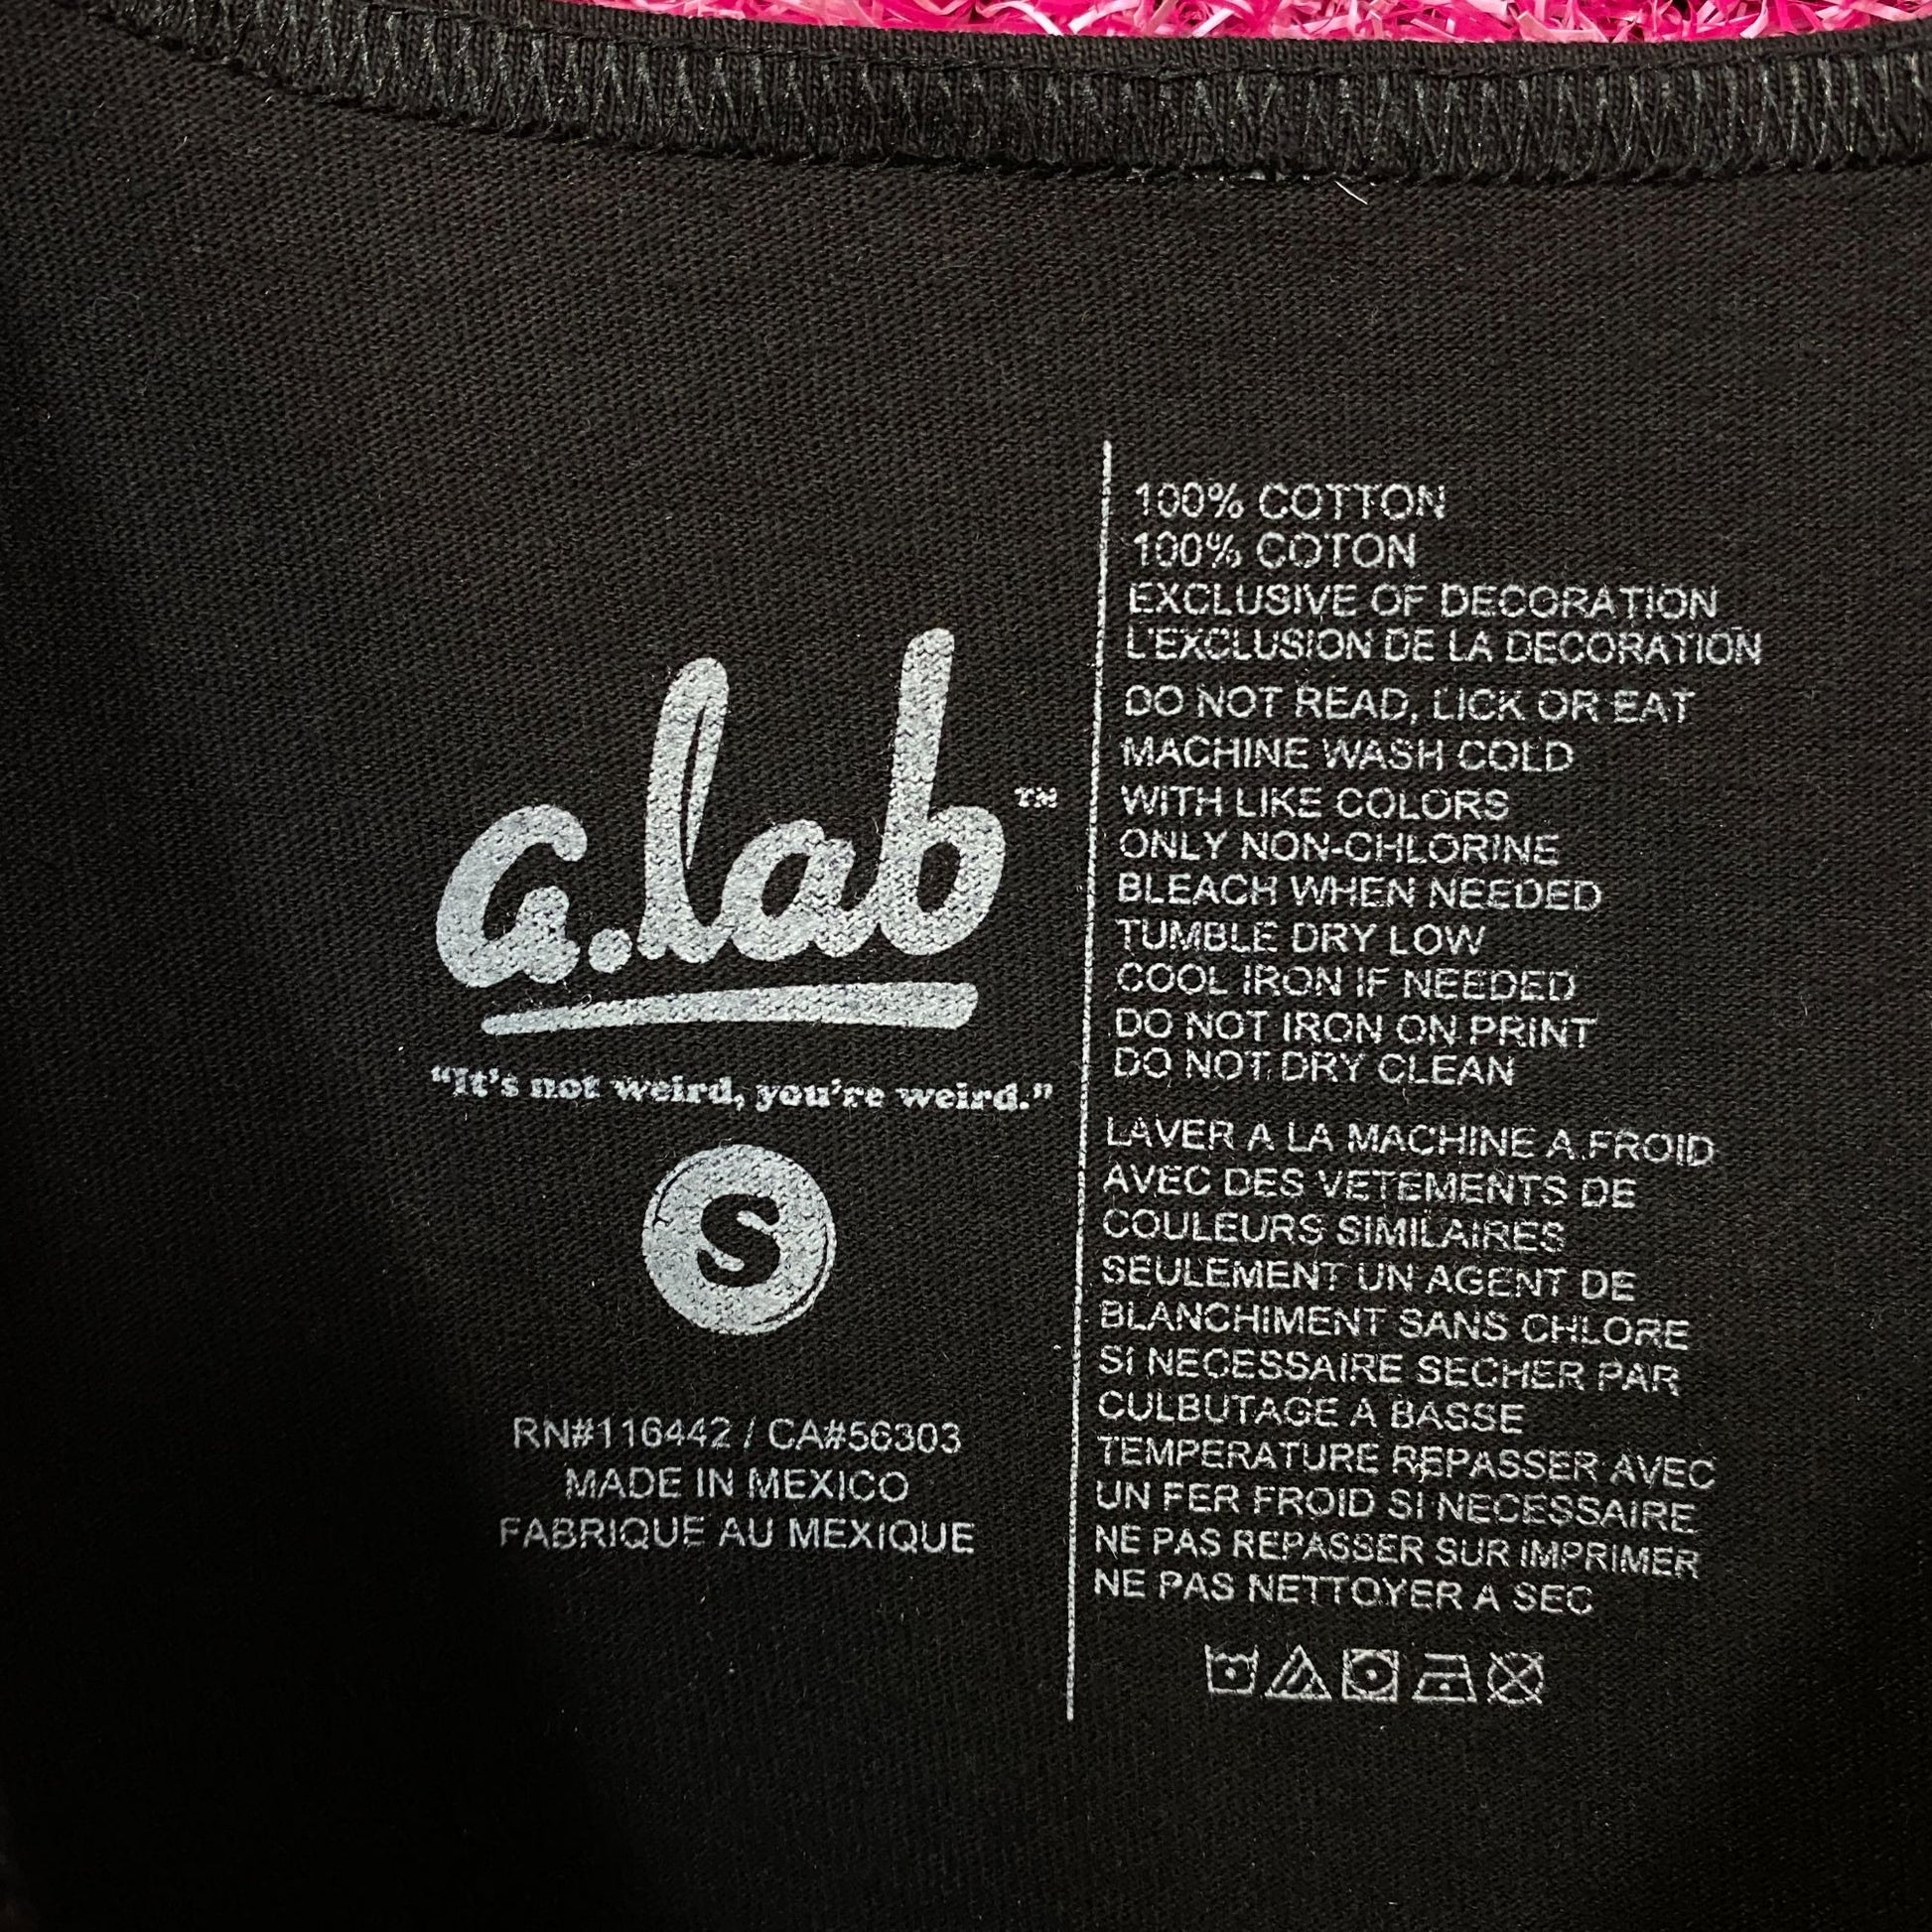 a.lab™
“It’s not weird, you’re weird.”
S
RN#116442 / CA#56303
MADE IN MEXICO
FABRIQUE AU MEXIQUE
100% COTTON
100% COTON
EXCLUSIVE OF DECORATION
L'EXCLUSION DE LA DECORATION
DO NOT READ, LICK OR EAT
MACHINE WASH COLD
WITH LIKE COLORS
ONLY NON-CHLORINE
BLEACH WHEN NEEDED
TUMBLE DRY LOW
COOL IRON IF NEEDED
DO NOT IRON ON PRINT
DO NOT DRY CLEAN
LAVER A LA MACHINE A FROID
AVEC DES VETEMENTS DE
COULEURS SIMILAIRES
SEULEMENT UN AGENT DE
BLANCHIMENT SANS CHLORE
SI NECESSAIRE SECHER PAR
CULBUTAGE A BASSE
TEMPERATURE REPASSER AVEC
UN FER FROID SI NECESSAIRE
NE PAS REPASSER SUR IMPRIMER
NE PAS NETTOYER A SEC